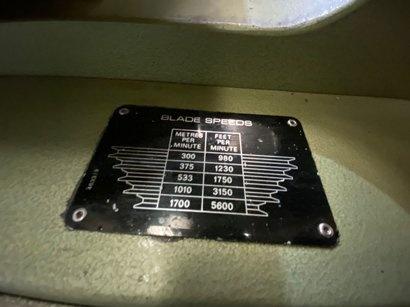 BLADE SPEEDS
METRES PER MINUTE FEET PER MINUTE
300 980
375 1230
533 1750
1010 3150
1700 5600